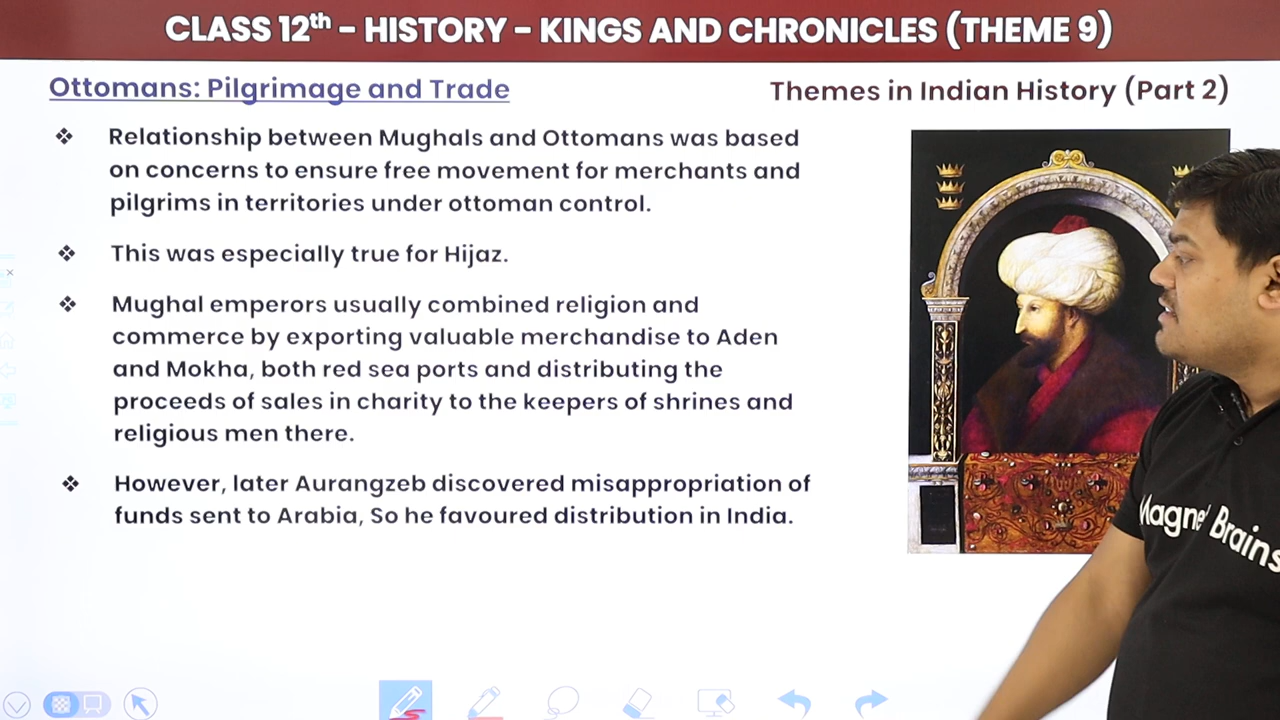 CLASS 12th - HISTORY - KINGS AND CHRONICLES (THEME 9)
Ottomans: Pilgrimage and Trade
Themes in Indian History (Part 2)
❖ Relationship between Mughals and Ottomans was based
on concerns to ensure free movement for merchants and
pilgrims in territories under ottoman control.
❖ This was especially true for Hijaz.
❖ Mughal emperors usually combined religion and
commerce by exporting valuable merchandise to Aden
and Mokha, both red sea ports and distributing the
proceeds of sales in charity to the keepers of shrines and
religious men there.
❖ However, later Aurangzeb discovered misappropriation of
funds sent to Arabia, So he favoured distribution in India.
Magnet Brains